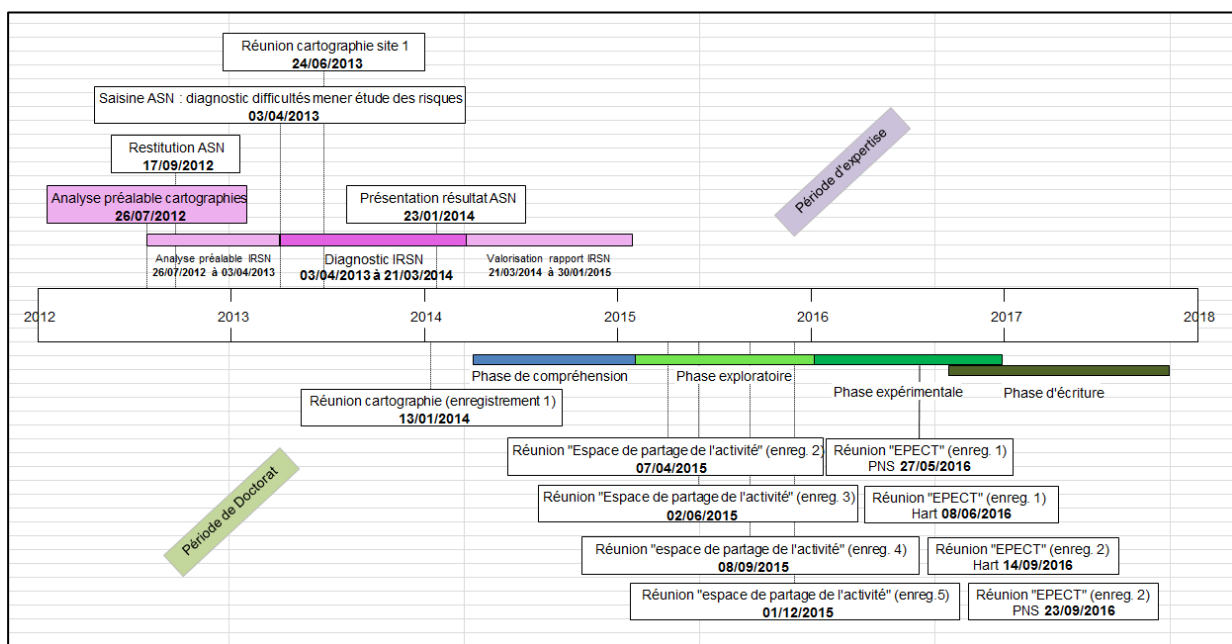 Réunion cartographie site 1
24/06/2013
Saisine ASN : diagnostic difficultés mener étude des risques
03/04/2013
Restitution ASN
17/09/2012
Analyse préalable cartographies
26/07/2012
Présentation résultat ASN
23/01/2014
Période d'expertise
Analyse préalable IRSN
26/07/2012 à 03/04/2013
Diagnostic IRSN
03/04/2013 à 21/03/2014
Valorisation rapport IRSN
21/03/2014 à 30/01/2015
2012 2013 2014 2015 2016 2017 2018
Phase de compréhension
Phase exploratoire
Phase expérimentale
Phase d'écriture
Réunion cartographie (enregistrement 1)
13/01/2014
Période de Doctorat
Réunion "Espace de partage de l'activité" (enreg. 2)
07/04/2015
Réunion "EPECT" (enreg. 1)
PNS 27/05/2016
Réunion "Espace de partage de l'activité" (enreg. 3)
02/06/2015
Réunion "EPECT" (enreg. 1)
Hart 08/06/2016
Réunion "espace de partage de l'activité" (enreg. 4)
08/09/2015
Réunion "EPECT" (enreg. 2)
Hart 14/09/2016
Réunion "espace de partage de l'activité" (enreg.5)
01/12/2015
Réunion "EPECT" (enreg. 2)
PNS 23/09/2016